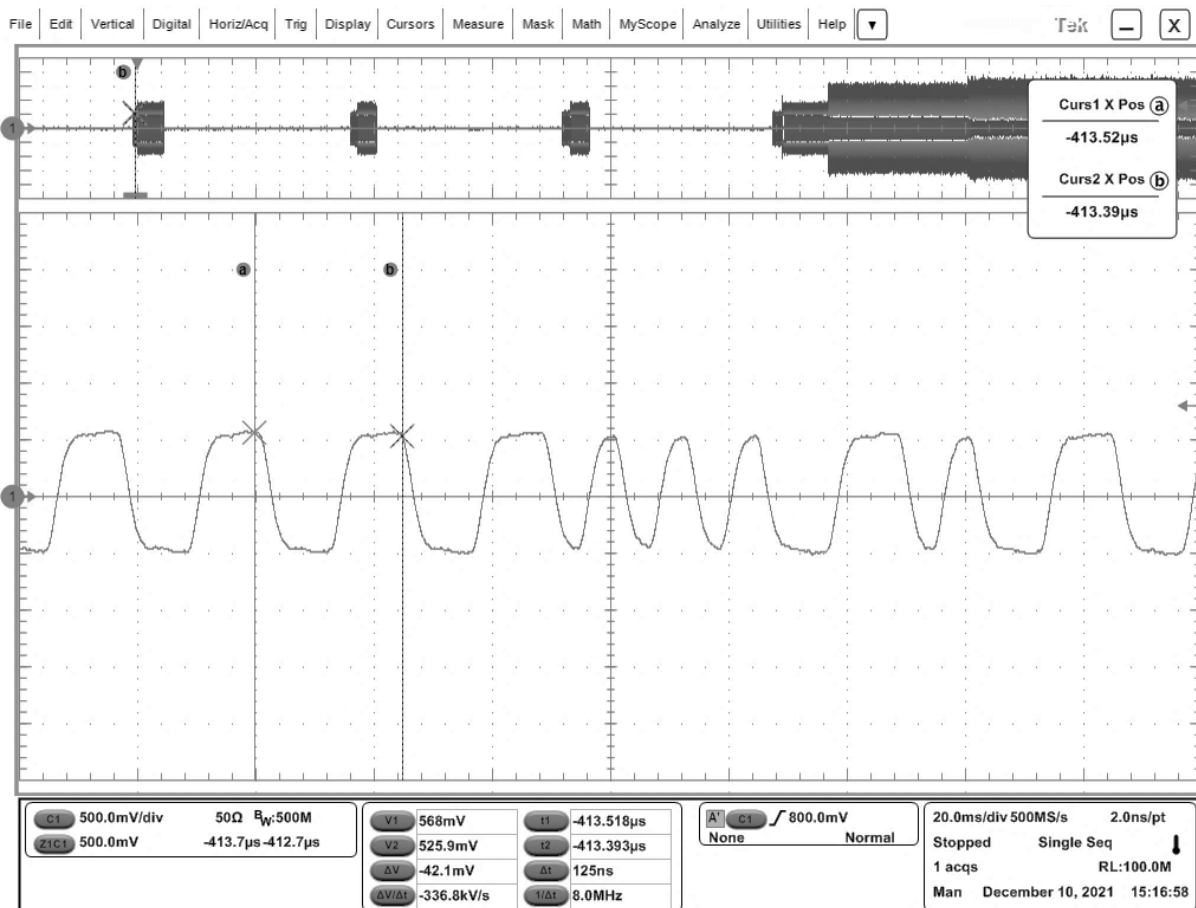 File Edit Vertical Digital Horiz/Acq Trig Display Cursors Measure Mask Math MyScope Analyze Utilities Help ▼ Tek X
b
Curs1 X Pos a
-413.52µs
1
Curs2 X Pos b
-413.39µs
a b
1
C1 500.0mV/div 50Ω BW:500M
Z1C1 500.0mV -413.7µs -412.7µs
V1 568mV t1 -413.518µs
V2 525.9mV t2 -413.393µs
ΔV -42.1mV Δt 125ns
ΔV/Δt -336.8kV/s 1/Δt 8.0MHz
A' C1 800.0mV
None Normal
20.0ms/div 500MS/s 2.0ns/pt
Stopped Single Seq
1 acqs RL:100.0M
Man December 10, 2021 15:16:58